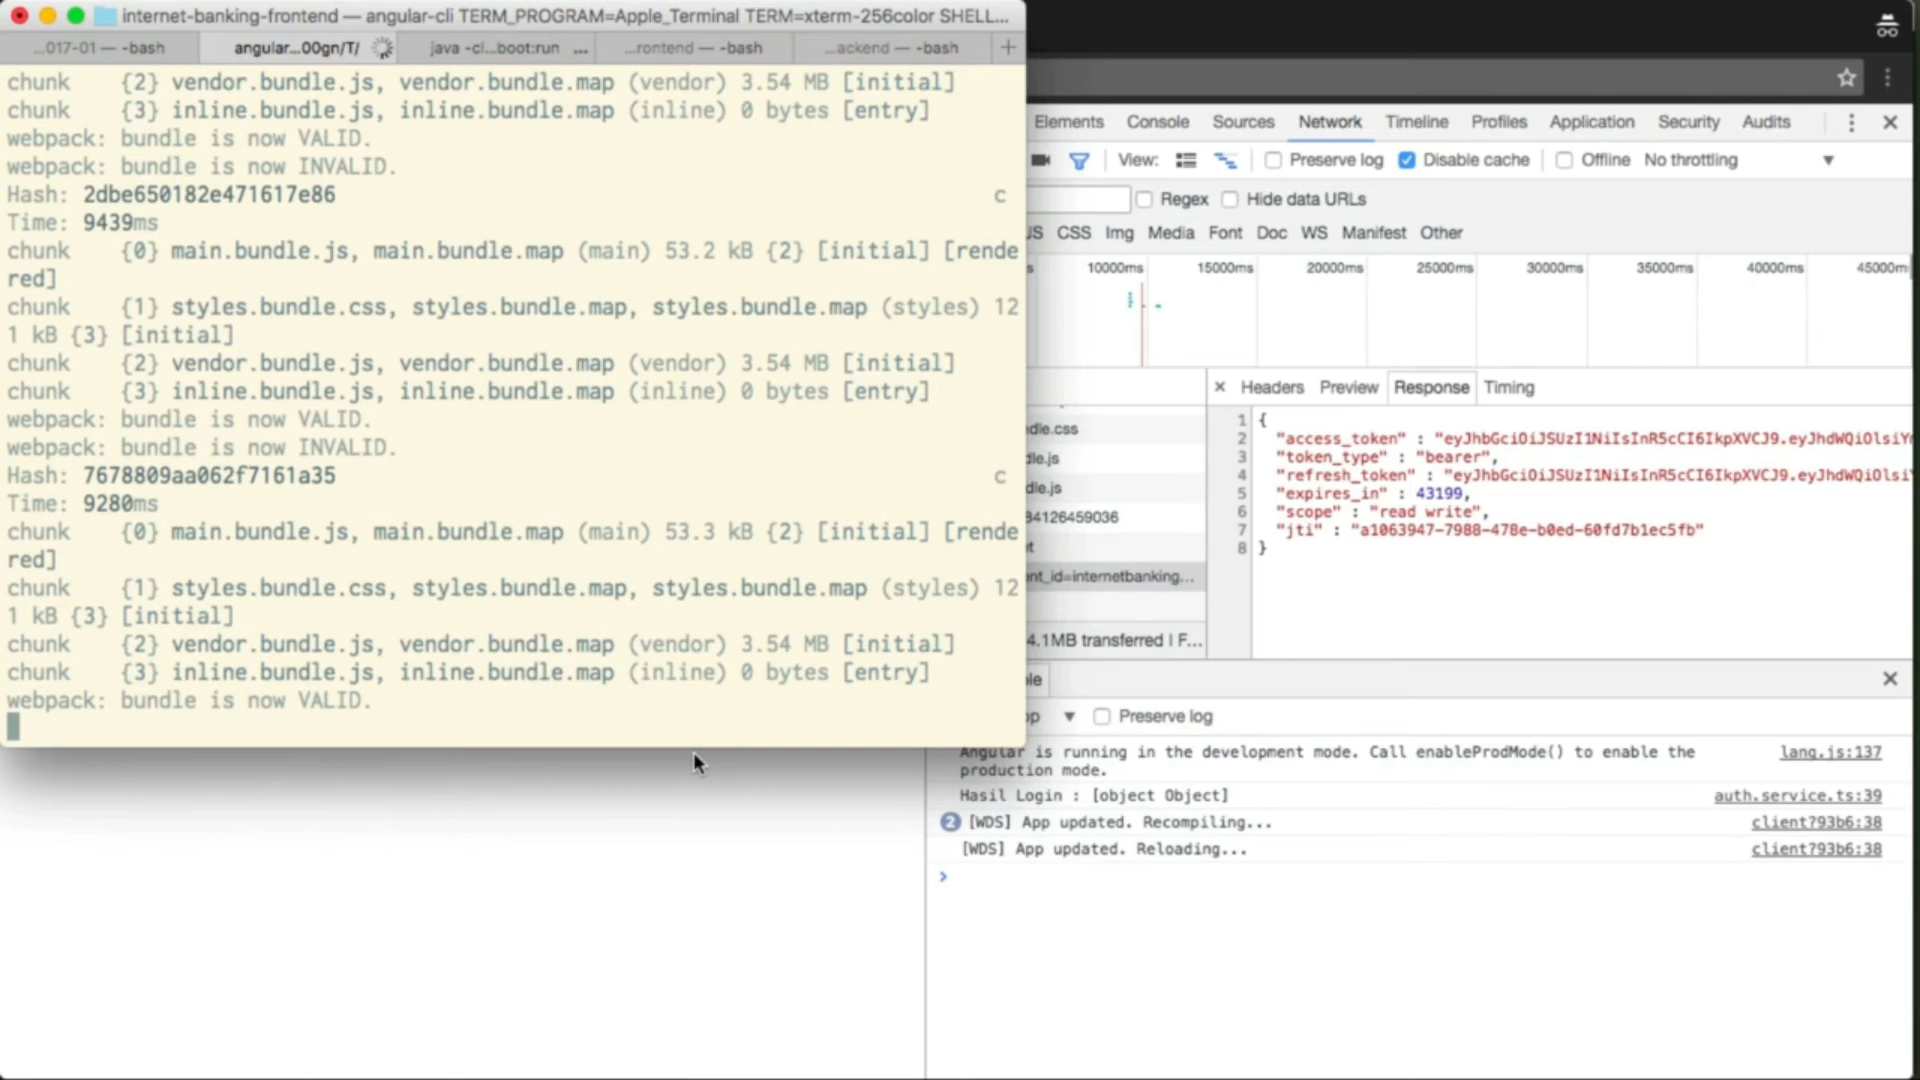 internet-banking-frontend — angular-cli TERM_PROGRAM=Apple_Terminal TERM=xterm-256color SHELL...
...017-01 — -bash
angular...00gn/T/
java -cl...boot:run ...
...rontend — -bash
...ackend — -bash
+
chunk {2} vendor.bundle.js, vendor.bundle.map (vendor) 3.54 MB [initial]
chunk {3} inline.bundle.js, inline.bundle.map (inline) 0 bytes [entry]
webpack: bundle is now VALID.
webpack: bundle is now INVALID.
Hash: 2dbe650182e471617e86 c
Time: 9439ms
chunk {0} main.bundle.js, main.bundle.map (main) 53.2 kB {2} [initial] [rende
red]
chunk {1} styles.bundle.css, styles.bundle.map, styles.bundle.map (styles) 12
1 kB {3} [initial]
chunk {2} vendor.bundle.js, vendor.bundle.map (vendor) 3.54 MB [initial]
chunk {3} inline.bundle.js, inline.bundle.map (inline) 0 bytes [entry]
webpack: bundle is now VALID.
webpack: bundle is now INVALID.
Hash: 7678809aa062f7161a35 c
Time: 9280ms
chunk {0} main.bundle.js, main.bundle.map (main) 53.3 kB {2} [initial] [rende
red]
chunk {1} styles.bundle.css, styles.bundle.map, styles.bundle.map (styles) 12
1 kB {3} [initial]
chunk {2} vendor.bundle.js, vendor.bundle.map (vendor) 3.54 MB [initial]
chunk {3} inline.bundle.js, inline.bundle.map (inline) 0 bytes [entry]
webpack: bundle is now VALID.
Elements Console Sources Network Timeline Profiles Application Security Audits
View: Preserve log Disable cache Offline No throttling
Regex Hide data URLs
JS CSS Img Media Font Doc WS Manifest Other
10000ms 15000ms 20000ms 25000ms 30000ms 35000ms 40000ms 45000m
Headers Preview Response Timing
dle.css
dle.js
dle.js
84126459036
nt_id=internetbanking...
4.1MB transferred | F...
1 {
2 "access_token" : "eyJhbGciOiJSUzI1NiIsInR5cCI6IkpXVCJ9.eyJhdWQiOlsiYn
3 "token_type" : "bearer",
4 "refresh_token" : "eyJhbGciOiJSUzI1NiIsInR5cCI6IkpXVCJ9.eyJhdWQiOlsi
5 "expires_in" : 43199,
6 "scope" : "read write",
7 "jti" : "a1063947-7988-478e-b0ed-60fd7b1ec5fb"
8 }
Preserve log
Angular is running in the development mode. Call enableProdMode() to enable the lang.js:137
production mode.
Hasil Login : [object Object] auth.service.ts:39
2 [WDS] App updated. Recompiling... client?93b6:38
[WDS] App updated. Reloading... client?93b6:38